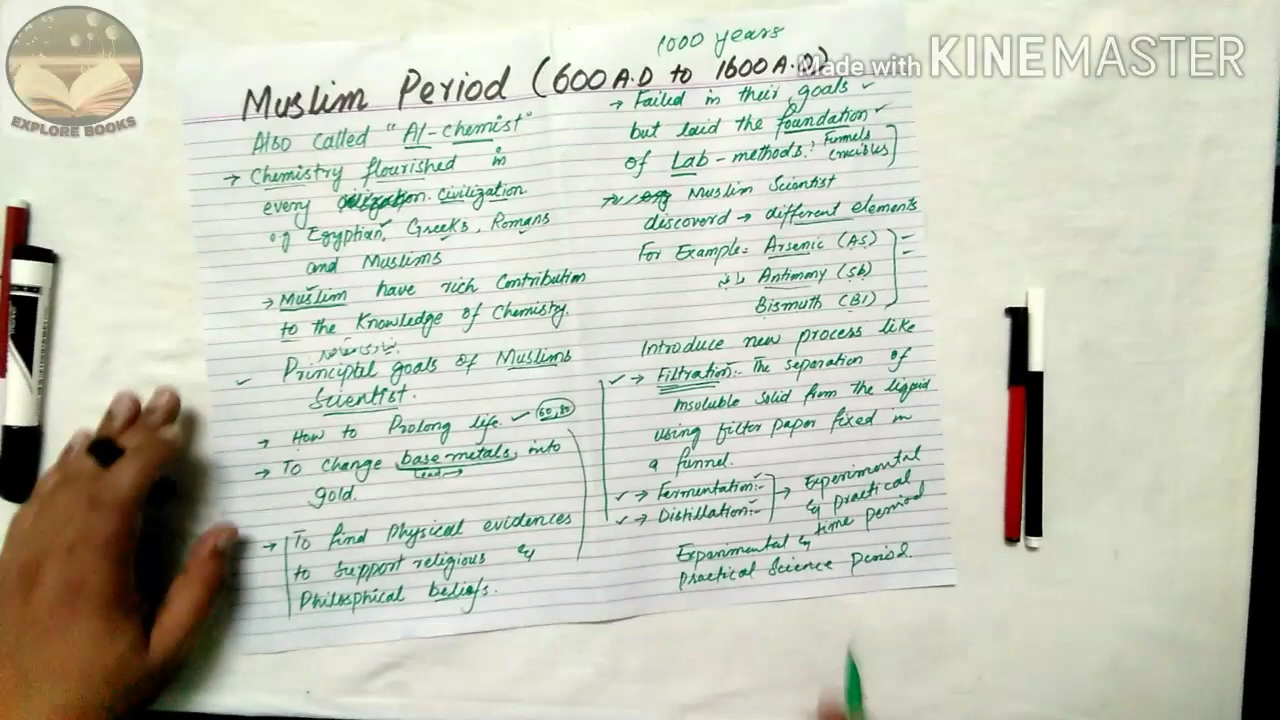 EXPLORE BOOKS
Made with KINEMASTER
1000 years
Muslim Period (600 A.D to 1600 A.D)
Also called "Al-chemist"
→ Chemistry flourished in
every civilization
of Egyptian, Greeks, Romans
and Muslims
→ Muslim have rich Contribution
to the Knowledge of Chemistry.
Principal goals of Muslims
Scientist.
→ How to Prolong life. 60,80
→ To change base metals into
lead
gold.
→ To find Physical evidences
to support religious &
Philosphical beliefs.
→ Failed in their goals
but laid the foundation
of Lab-methods: Funnels
crucibles
Muslim Scientist
discoverd → different elements
For Example: Arsenic (As)
Antimony (Sb)
Bismuth (BI)
Introduce new process like
→ Filtration:- The separation of
insoluble solid from the liquid
using filter paper fixed in
a funnel.
→ Fermentation:- → Experimental
→ Distillation:- & practical
time period
Experimental &
practical Science period.